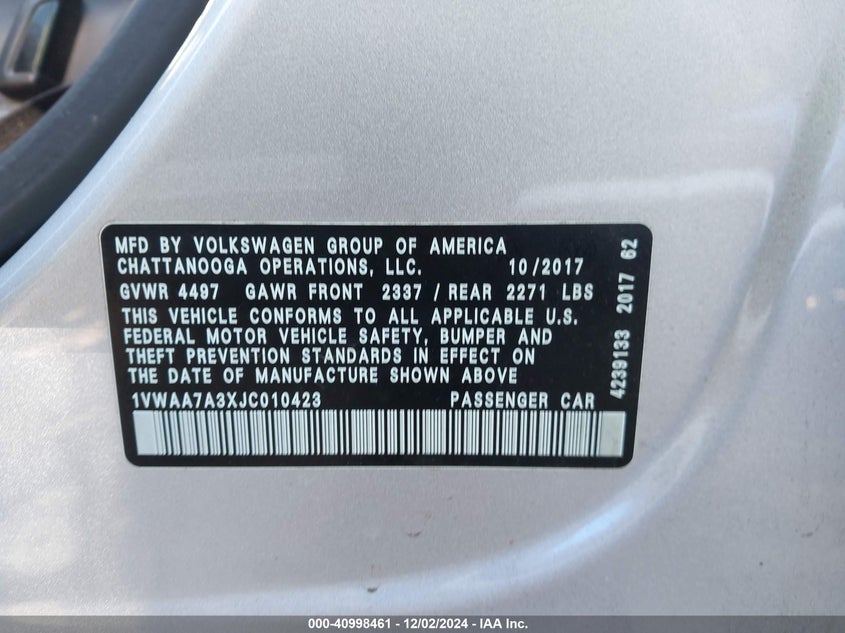 MFD BY VOLKSWAGEN GROUP OF AMERICA
CHATTANOOGA OPERATIONS, LLC. 10/2017
GVWR 4497 GAWR FRONT 2337 / REAR 2271 LBS
THIS VEHICLE CONFORMS TO ALL APPLICABLE U.S.
FEDERAL MOTOR VEHICLE SAFETY, BUMPER AND
THEFT PREVENTION STANDARDS IN EFFECT ON
THE DATE OF MANUFACTURE SHOWN ABOVE
1VWAA7A3XJC010423 PASSENGER CAR
4239133 2017 62
000-40998461 - 12/02/2024 - IAA Inc.